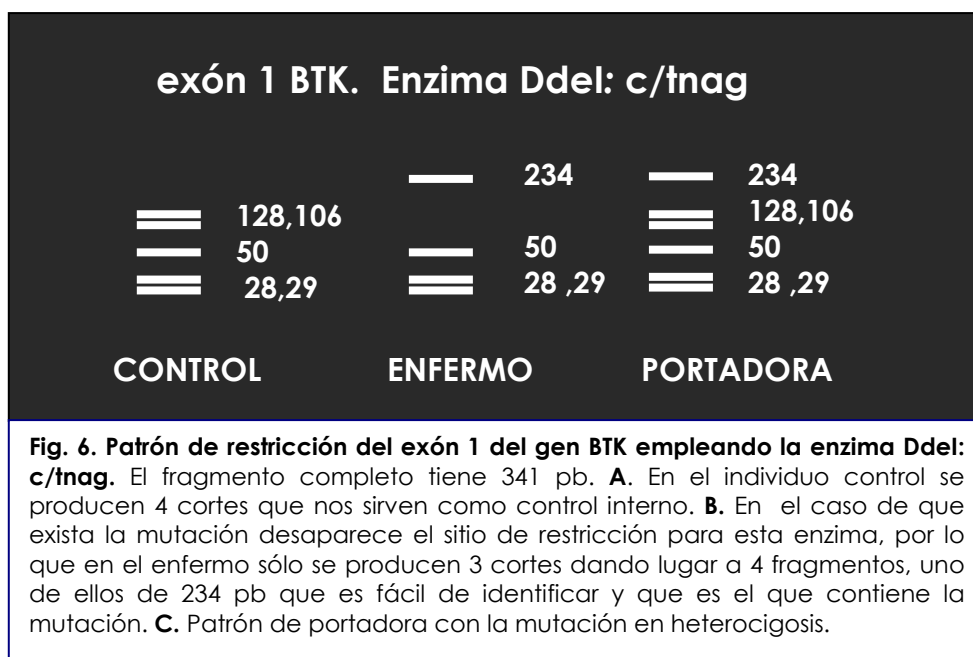 exón 1 BTK.  Enzima DdeI: c/tnag
234
234
128,106
128,106
50
50
50
28,29
28 ,29
28 ,29
CONTROL
ENFERMO
PORTADORA
Fig. 6. Patrón de restricción del exón 1 del gen BTK empleando la enzima DdeI:
c/tnag. El fragmento completo tiene 341 pb. A. En el individuo control se
producen 4 cortes que nos sirven como control interno. B. En  el caso de que
exista la mutación desaparece el sitio de restricción para esta enzima, por lo
que en el enfermo sólo se producen 3 cortes dando lugar a 4 fragmentos, uno
de ellos de 234 pb que es fácil de identificar y que es el que contiene la
mutación. C. Patrón de portadora con la mutación en heterocigosis.